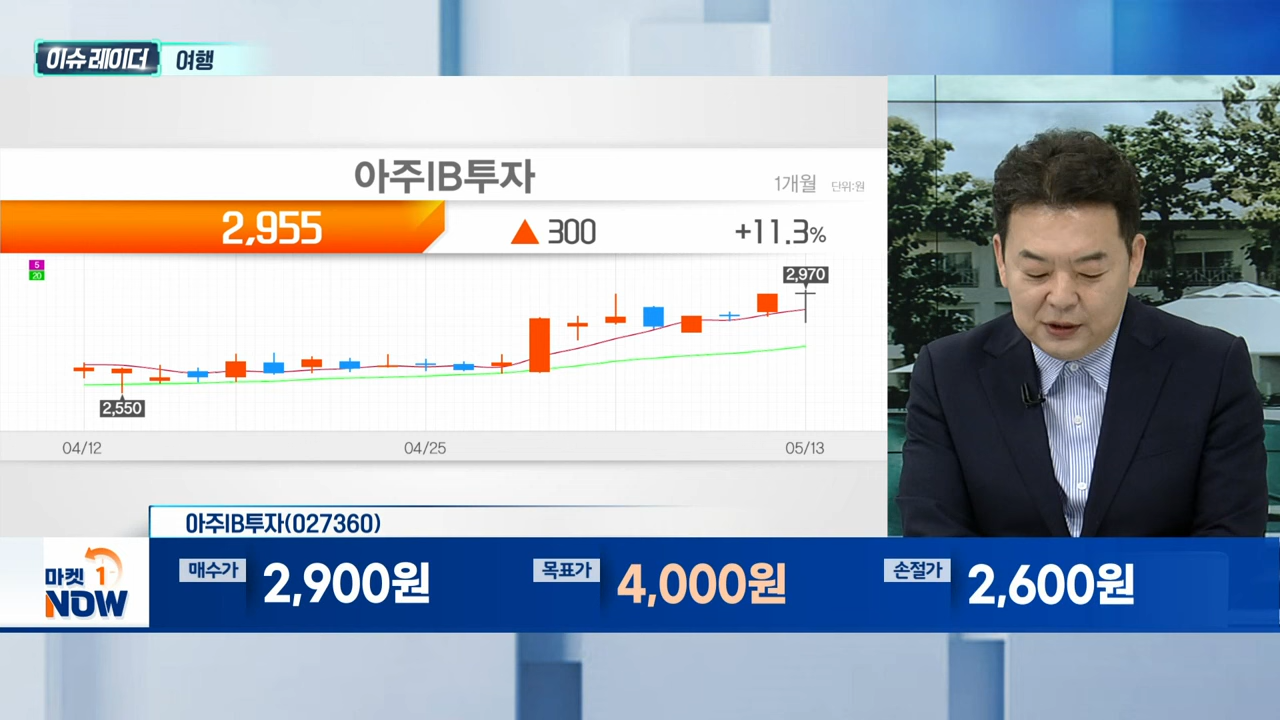 이슈 레이더 여행
아주IB투자
1개월 단위:원
2,955 ▲ 300 +11.3%
5
20
2,970
2,550
04/12 04/25 05/13
아주IB투자(027360)
마켓 1
NOW
매수가 2,900원 목표가 4,000원 손절가 2,600원